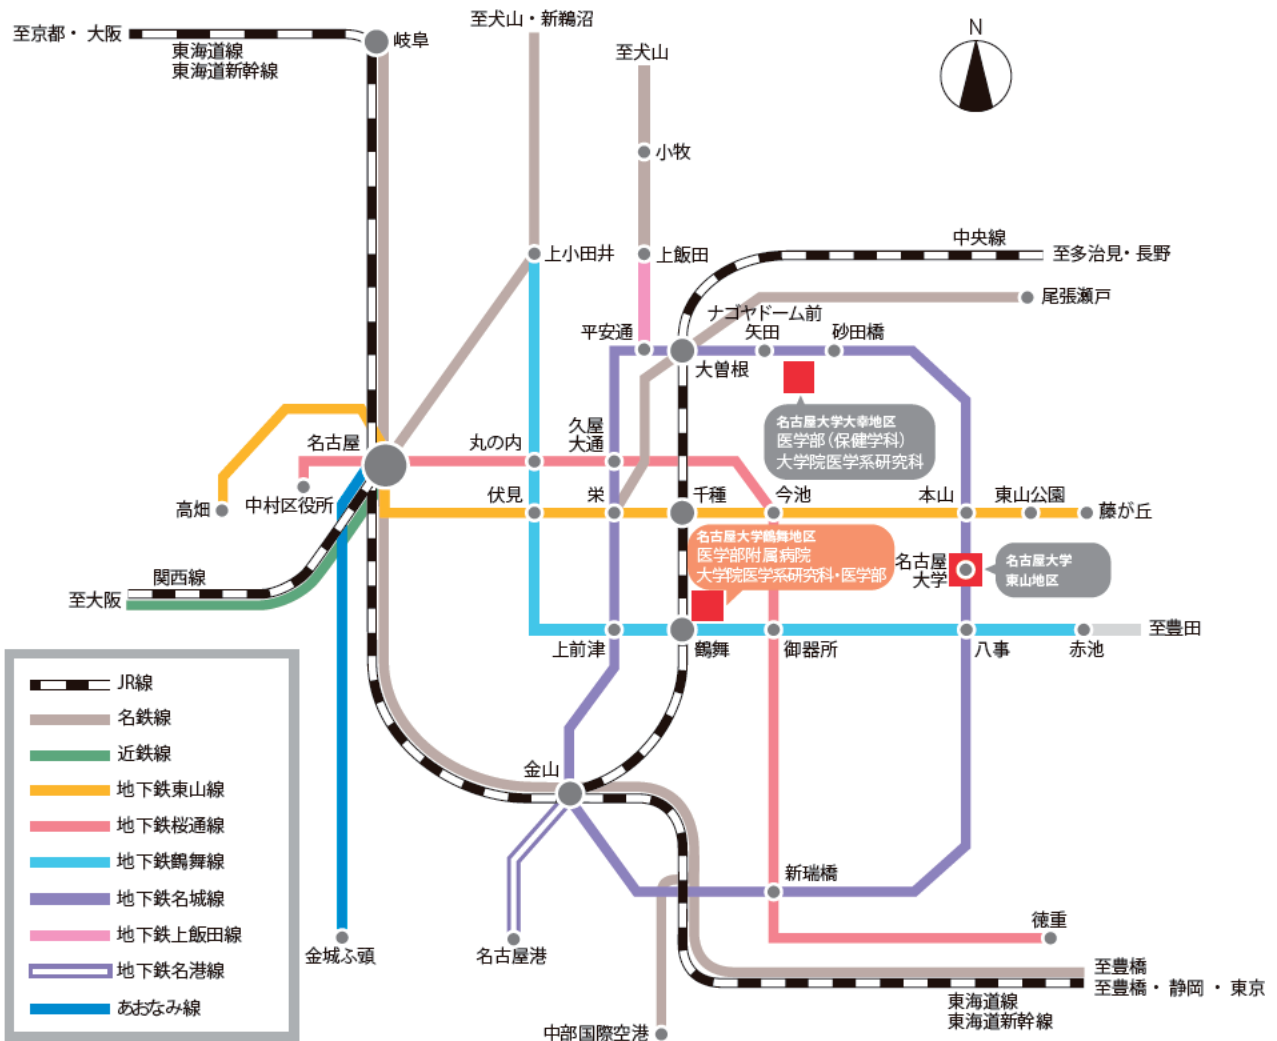 至犬山・新鵜沼
至京都・ 大阪
東海道線
東海道新幹線
岐阜
至犬山
N
小牧
上小田井
上飯田
中央線
至多治見・長野
尾張瀬戸
ナゴヤドーム前
矢田
砂田橋
平安通
大曽根
名古屋大学大幸地区
医学部（保健学科）
大学院医学系研究科
名古屋
丸の内
久屋
大通
高畑
中村区役所
伏見
栄
千種
今池
本山
東山公園
藤が丘
名古屋大学鶴舞地区
医学部附属病院
大学院医学系研究科・医学部
名古屋
大学
名古屋大学
東山地区
関西線
至大阪
上前津
鶴舞
御器所
八事
赤池
至豊田
JR線
名鉄線
近鉄線
地下鉄東山線
地下鉄桜通線
地下鉄鶴舞線
地下鉄名城線
地下鉄上飯田線
地下鉄名港線
あおなみ線
金山
新瑞橋
徳重
金城ふ頭
名古屋港
至豊橋
至豊橋・ 静岡 ・ 東京
東海道線
東海道新幹線
中部国際空港